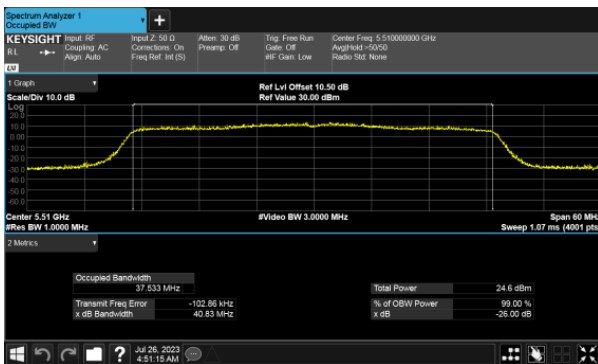 Spectrum Analyzer 1
Occupied BW
+
KEYSIGHT Input: RF Input Z: 50 Ω Atten: 30 dB Trig: Free Run Center Freq: 5.510000000 GHz
RL Coupling: AC Corrections: On Preamp: Off Gate: Off Avg|Hold:>50/50
Align: Auto Freq Ref: Int (S) #IF Gain: Low Radio Std: None
1 Graph
Ref Lvl Offset 10.50 dB
Scale/Div 10.0 dB Ref Value 30.00 dBm
Log
20.0
10.0
0.00
-10.0
-20.0
-30.0
-40.0
-50.0
-60.0
Center 5.51 GHz #Video BW 3.0000 MHz Span 60 MHz
#Res BW 1.0000 MHz Sweep 1.07 ms (4001 pts
2 Metrics
Occupied Bandwidth
37.533 MHz Total Power 24.6 dBm
Transmit Freq Error -102.86 kHz % of OBW Power 99.00 %
x dB Bandwidth 40.83 MHz x dB -26.00 dB
? Jul 26, 2023
4:51:15 AM